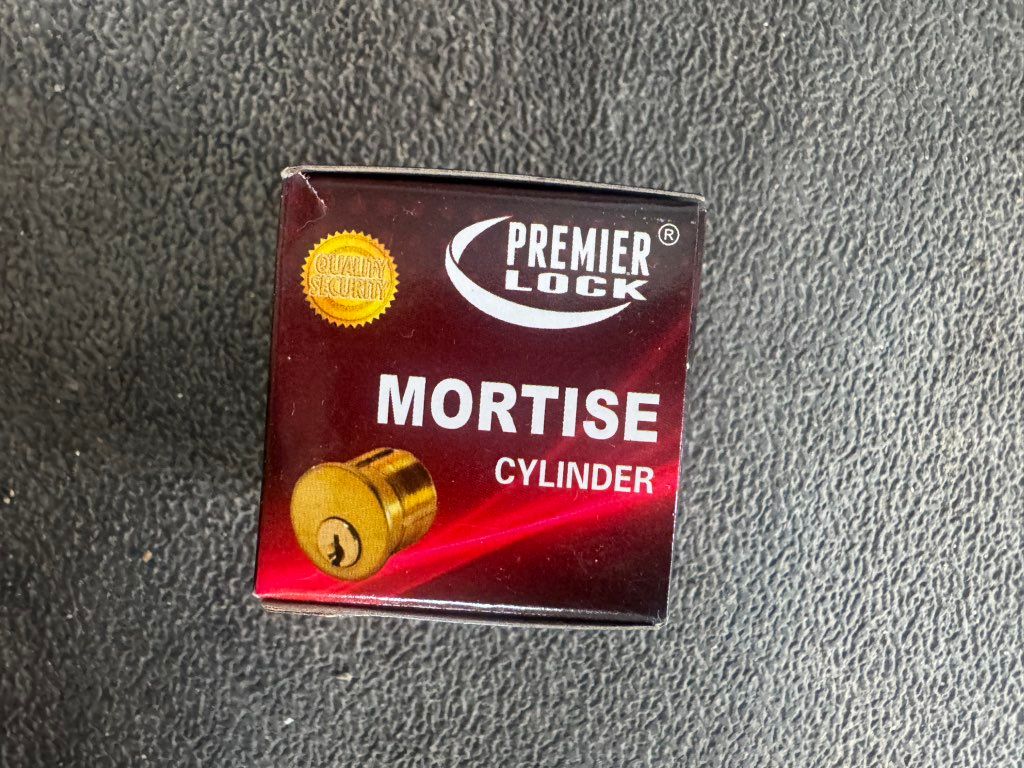 QUALITY
SECURITY
PREMIER®
LOCK
MORTISE
CYLINDER